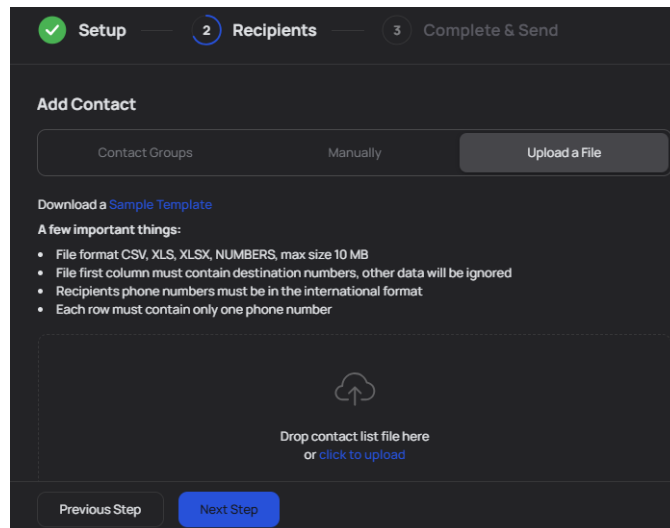 Setup
2 Recipients
3 Complete & Send
Add Contact
Contact Groups
Manually
Upload a File
Download a Sample Template
A few important things:
• File format CSV, XLS, XLSX, NUMBERS, max size 10 MB
• File first column must contain destination numbers, other data will be ignored
• Recipients phone numbers must be in the international format
• Each row must contain only one phone number
Drop contact list file here
or click to upload
Previous Step
Next Step